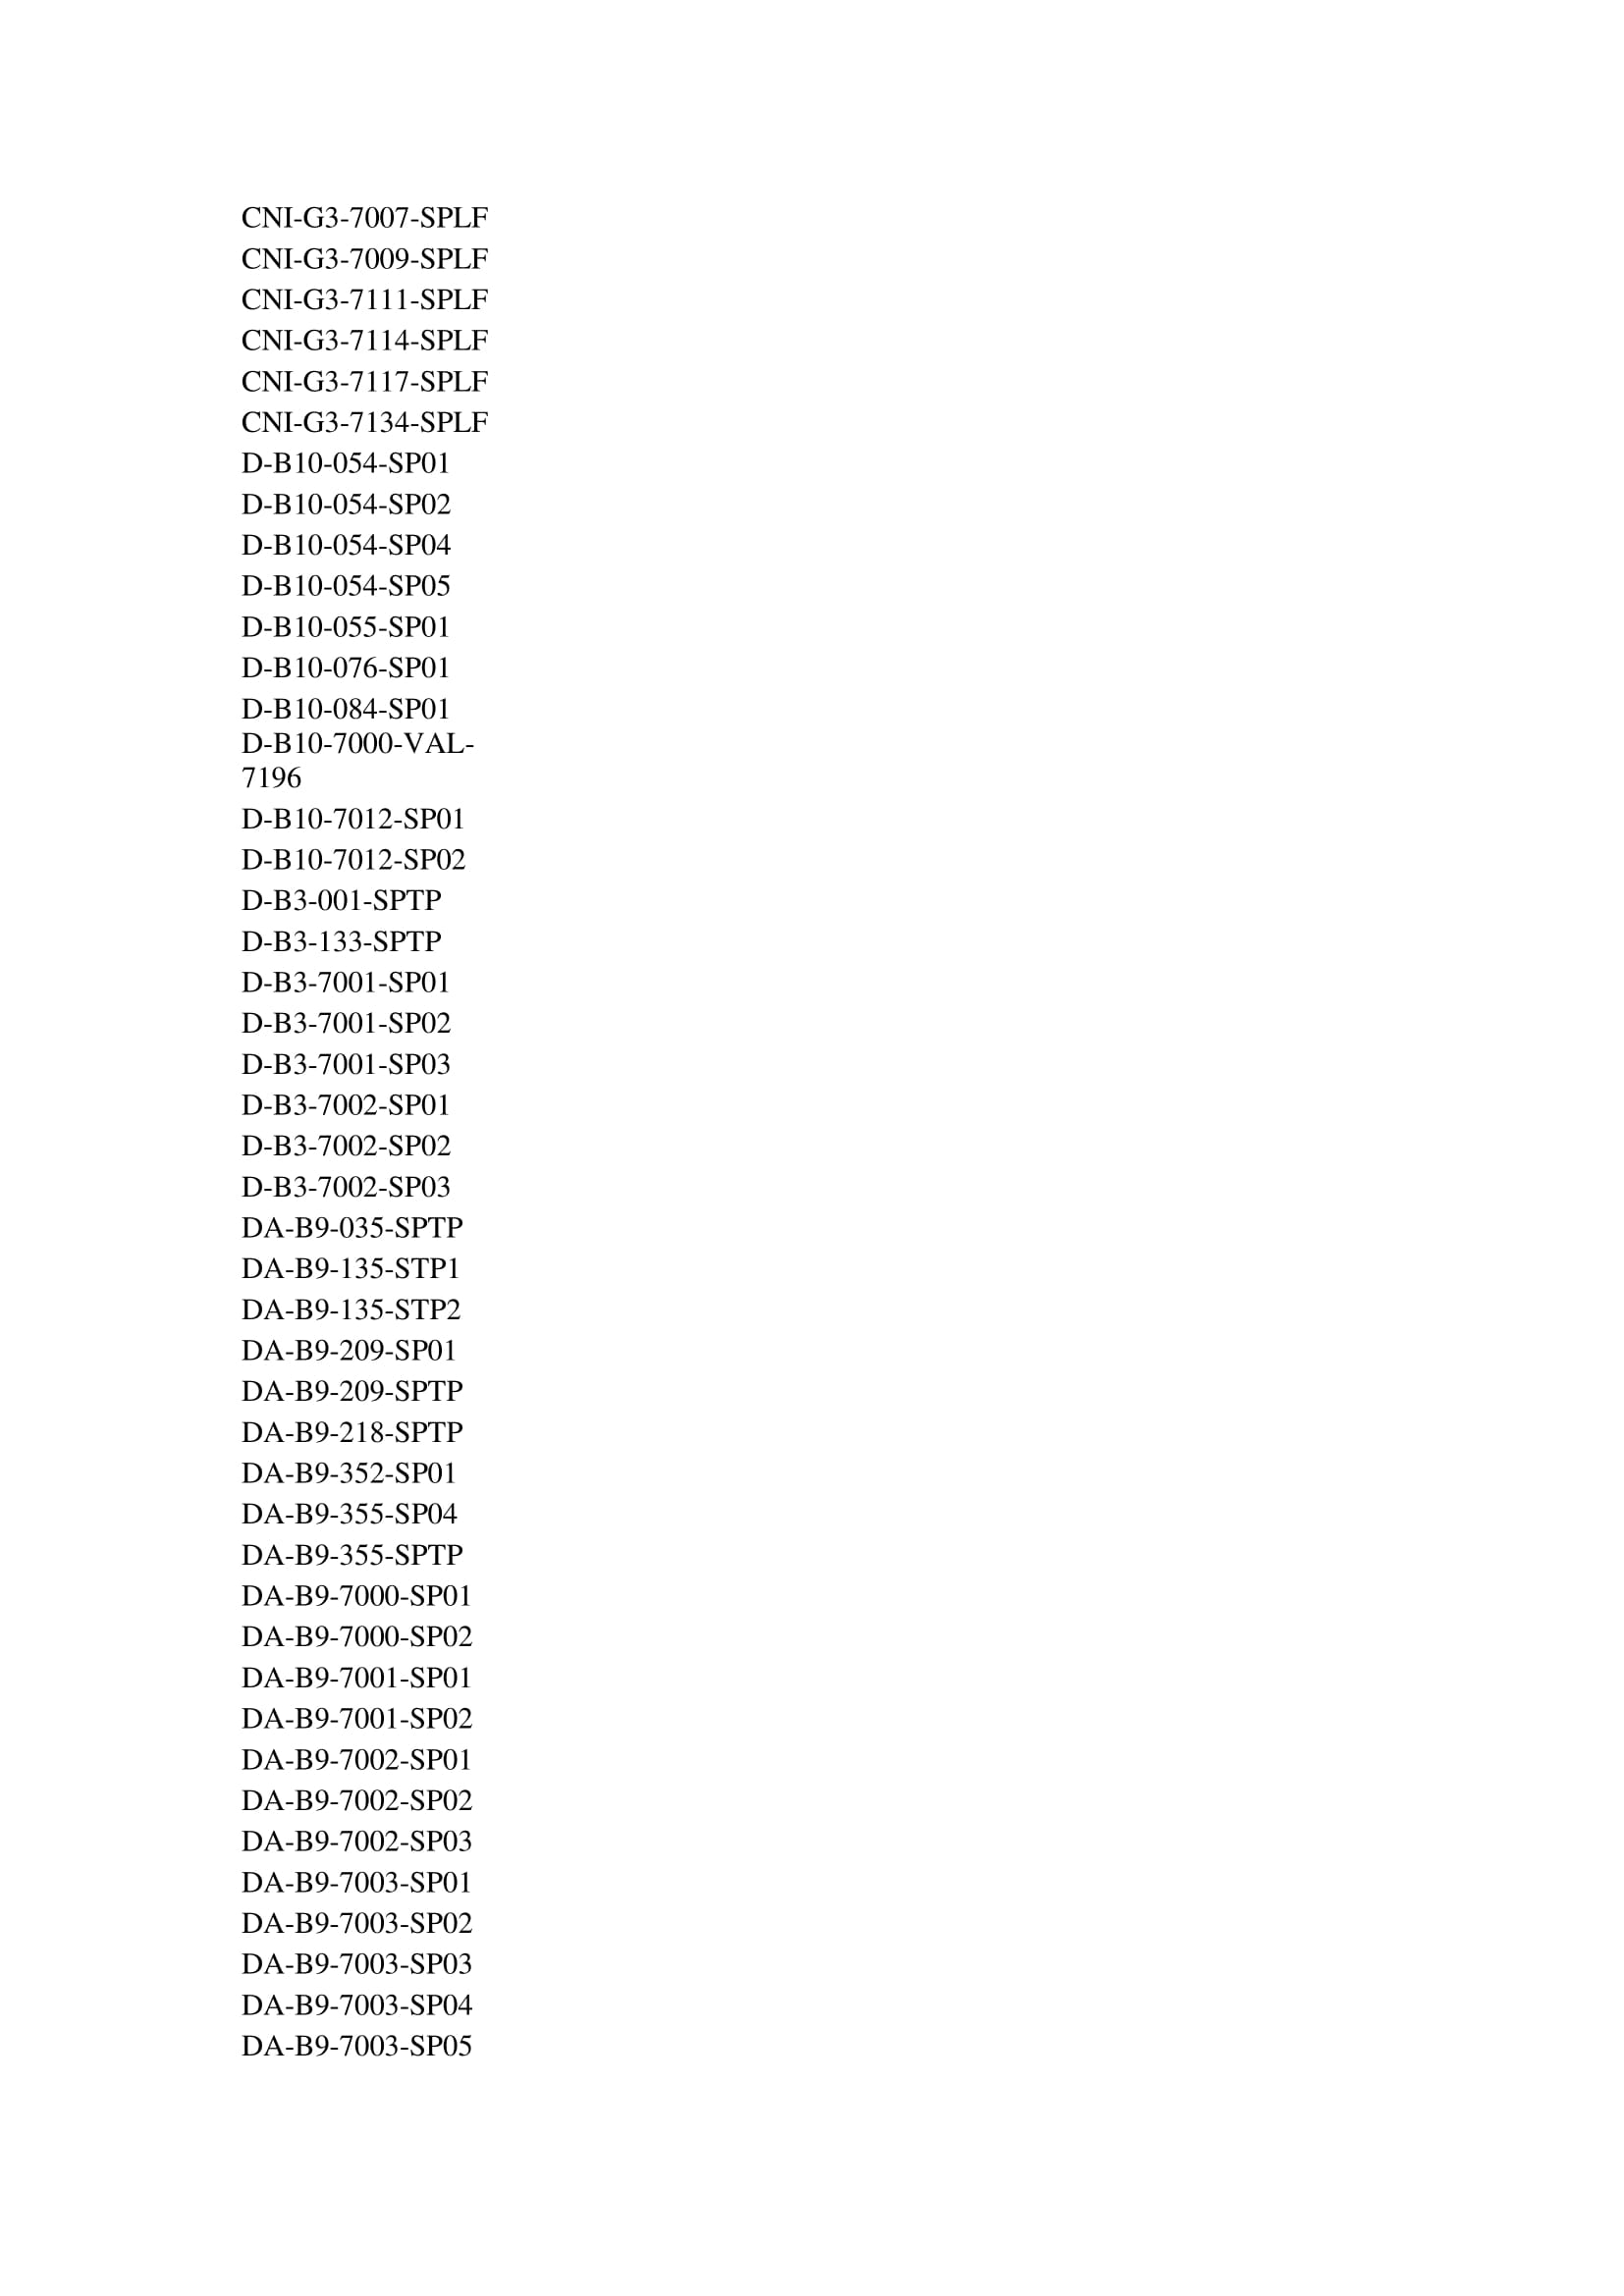 CNI-G3-7007-SPLF
CNI-G3-7009-SPLF
CNI-G3-7111-SPLF
CNI-G3-7114-SPLF
CNI-G3-7117-SPLF
CNI-G3-7134-SPLF
D-B10-054-SP01
D-B10-054-SP02
D-B10-054-SP04
D-B10-054-SP05
D-B10-055-SP01
D-B10-076-SP01
D-B10-084-SP01
D-B10-7000-VAL-
7196
D-B10-7012-SP01
D-B10-7012-SP02
D-B3-001-SPTP
D-B3-133-SPTP
D-B3-7001-SP01
D-B3-7001-SP02
D-B3-7001-SP03
D-B3-7002-SP01
D-B3-7002-SP02
D-B3-7002-SP03
DA-B9-035-SPTP
DA-B9-135-STP1
DA-B9-135-STP2
DA-B9-209-SP01
DA-B9-209-SPTP
DA-B9-218-SPTP
DA-B9-352-SP01
DA-B9-355-SP04
DA-B9-355-SPTP
DA-B9-7000-SP01
DA-B9-7000-SP02
DA-B9-7001-SP01
DA-B9-7001-SP02
DA-B9-7002-SP01
DA-B9-7002-SP02
DA-B9-7002-SP03
DA-B9-7003-SP01
DA-B9-7003-SP02
DA-B9-7003-SP03
DA-B9-7003-SP04
DA-B9-7003-SP05